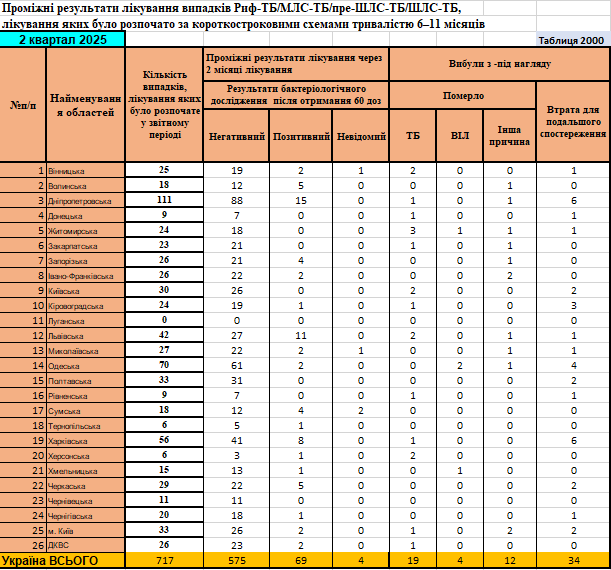 Проміжні результати лікування випадків Риф-ТБ/МЛС-ТБ/пре-ШЛС-ТБ/ШЛС-ТБ,
лікування яких було розпочато за короткостроковими схемами тривалістю 6–11 місяців
2 квартал 2025 Таблиця 2000
№п/п Найменування областей Кількість випадків, лікування яких було розпочате у звітному періоді Проміжні результати лікування через 2 місяці лікування Вибули з -під нагляду
Результати бактеріологічного дослідження після отримання 60 доз Померло Втрата для подальшого спостереження
Негативний Позитивний Невідомий ТБ ВІЛ Інша причина
1 Вінницька 25 19 2 1 2 0 0 1
2 Волинська 18 12 5 0 0 0 1 0
3 Дніпропетровська 111 88 15 0 1 0 1 6
4 Донецька 9 7 0 0 1 0 0 1
5 Житомирська 24 18 0 0 3 1 1 1
6 Закарпатська 23 21 0 0 1 0 1 0
7 Запорізька 26 21 4 0 0 0 1 0
8 Івано-Франківська 26 22 2 0 0 0 2 0
9 Київська 30 26 0 0 2 0 0 2
10 Кіровоградська 24 19 1 0 1 0 0 3
11 Луганська 0 0 0 0 0 0 0 0
12 Львівська 42 27 11 0 2 0 1 1
13 Миколаївська 27 22 2 1 0 0 1 1
14 Одеська 70 61 2 0 0 2 1 4
15 Полтавська 33 31 0 0 0 0 0 2
16 Рівненська 9 7 0 0 1 0 0 1
17 Сумська 18 12 4 2 0 0 0 0
18 Тернопільська 6 5 1 0 0 0 0 0
19 Харківська 56 41 8 0 1 0 0 6
20 Херсонська 6 3 1 0 2 0 0 0
21 Хмельницька 15 13 1 0 0 1 0 0
22 Черкаська 29 22 5 0 0 0 0 2
23 Чернівецька 11 11 0 0 0 0 0 0
24 Чернігівська 20 18 1 0 0 0 0 1
25 м. Київ 33 26 2 0 1 0 2 2
26 ДКВС 26 23 2 0 1 0 0 0
Україна ВСЬОГО 717 575 69 4 19 4 12 34